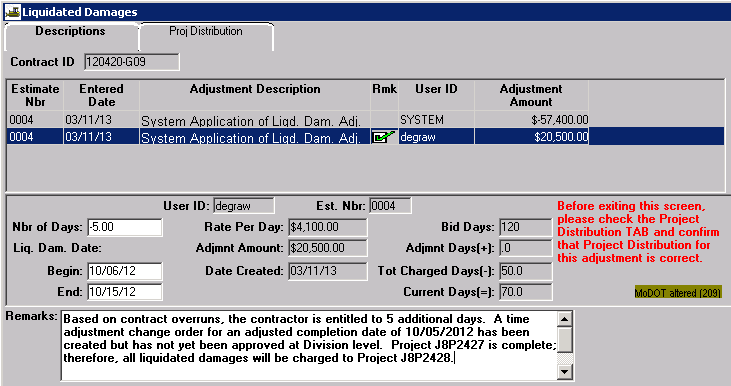 Liquidated Damages
Descriptions Proj Distribution
Contract ID 120420-G09
Estimate Nbr Entered Date Adjustment Description Rmk User ID Adjustment Amount
0004 03/11/13 System Application of Liqd. Dam. Adj. SYSTEM $-57,400.00
0004 03/11/13 System Application of Liqd. Dam. Adj. degraw $20,500.00
User ID: degraw Est. Nbr: 0004
Nbr of Days: -5.00 Rate Per Day: $4,100.00 Bid Days: 120
Liq. Dam. Date: Adjmnt Amount: $20,500.00 Adjmnt Days(+): .0
Begin: 10/06/12 Date Created: 03/11/13 Tot Charged Days(-): 50.0
End: 10/15/12 Current Days(=): 70.0
Before exiting this screen,
please check the Project
Distribution TAB and confirm
that Project Distribution for
this adjustment is correct.
MoDOT altered (209)
Remarks: Based on contract overruns, the contractor is entitled to 5 additional days. A time
adjustment change order for an adjusted completion date of 10/05/2012 has been
created but has not yet been approved at Division level. Project J8P2427 is complete;
therefore, all liquidated damages will be charged to Project J8P2428.